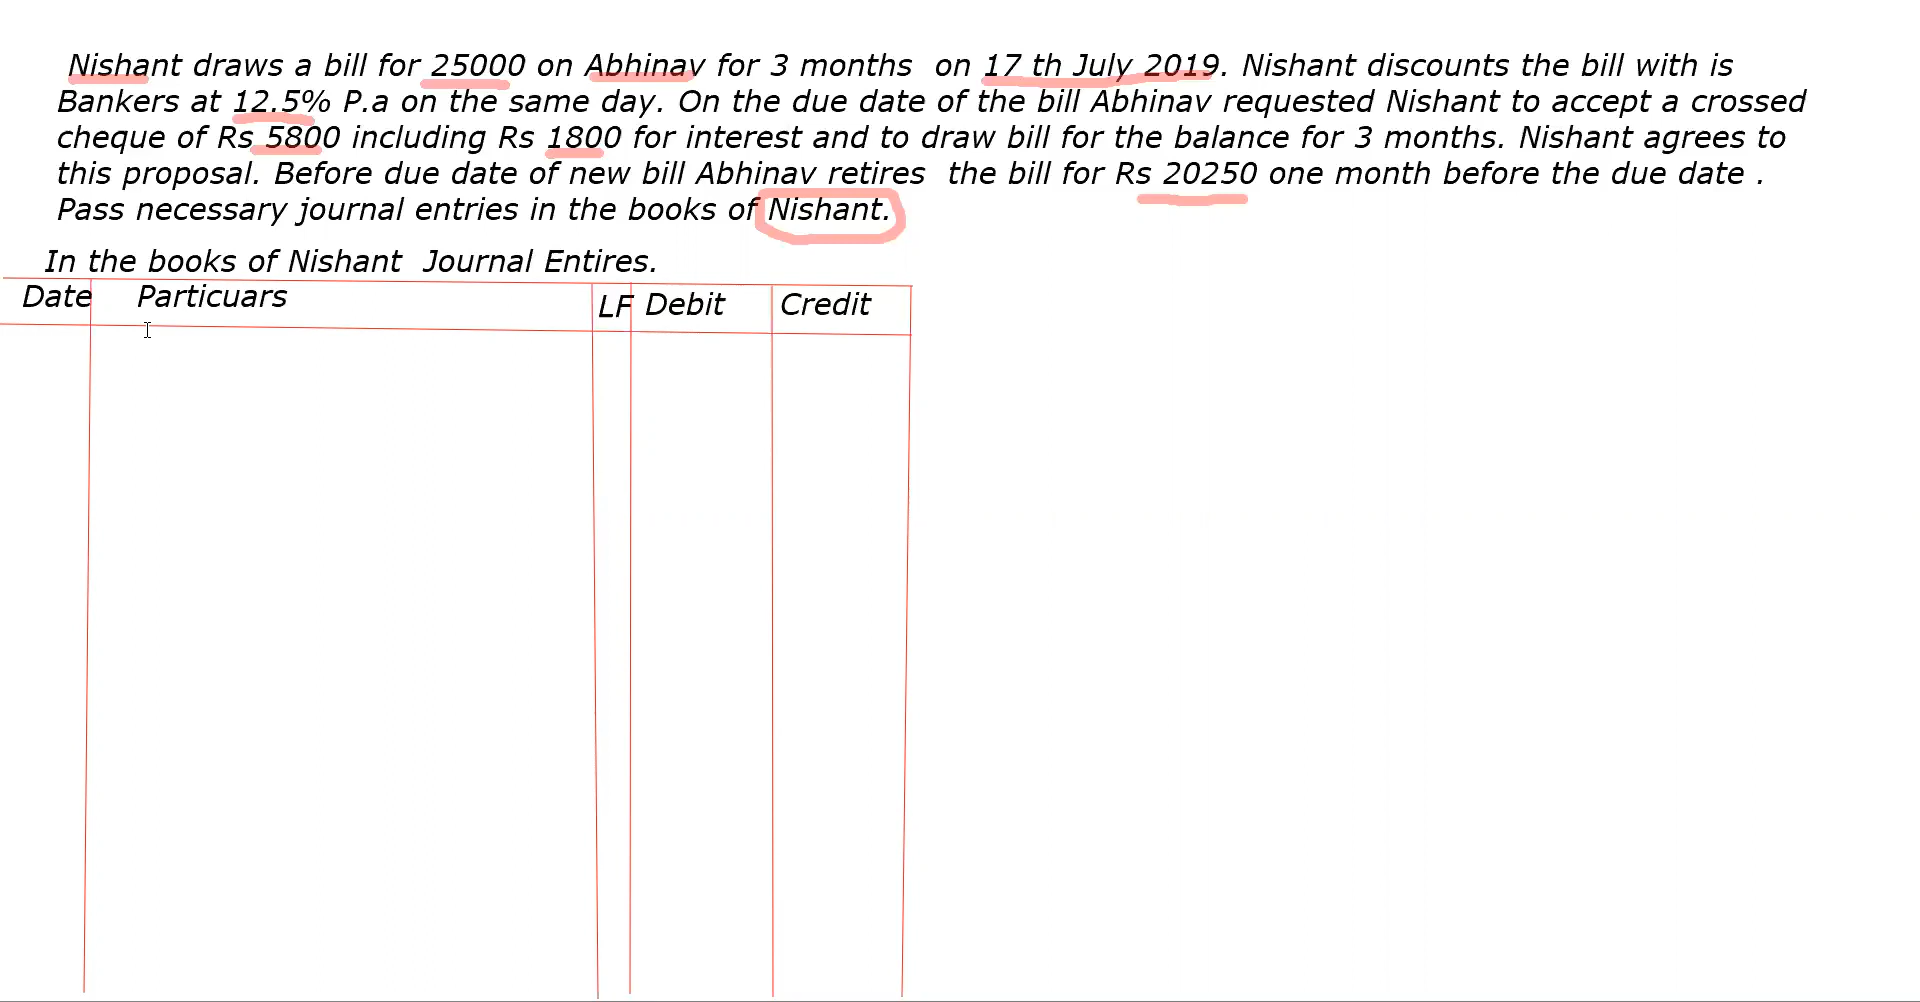 Nishant draws a bill for 25000 on Abhinav for 3 months on 17 th July 2019. Nishant discounts the bill with is
Bankers at 12.5% P.a on the same day. On the due date of the bill Abhinav requested Nishant to accept a crossed
cheque of Rs 5800 including Rs 1800 for interest and to draw bill for the balance for 3 months. Nishant agrees to
this proposal. Before due date of new bill Abhinav retires the bill for Rs 20250 one month before the due date .
Pass necessary journal entries in the books of Nishant.
In the books of Nishant Journal Entires.
Date Particuars LF Debit Credit